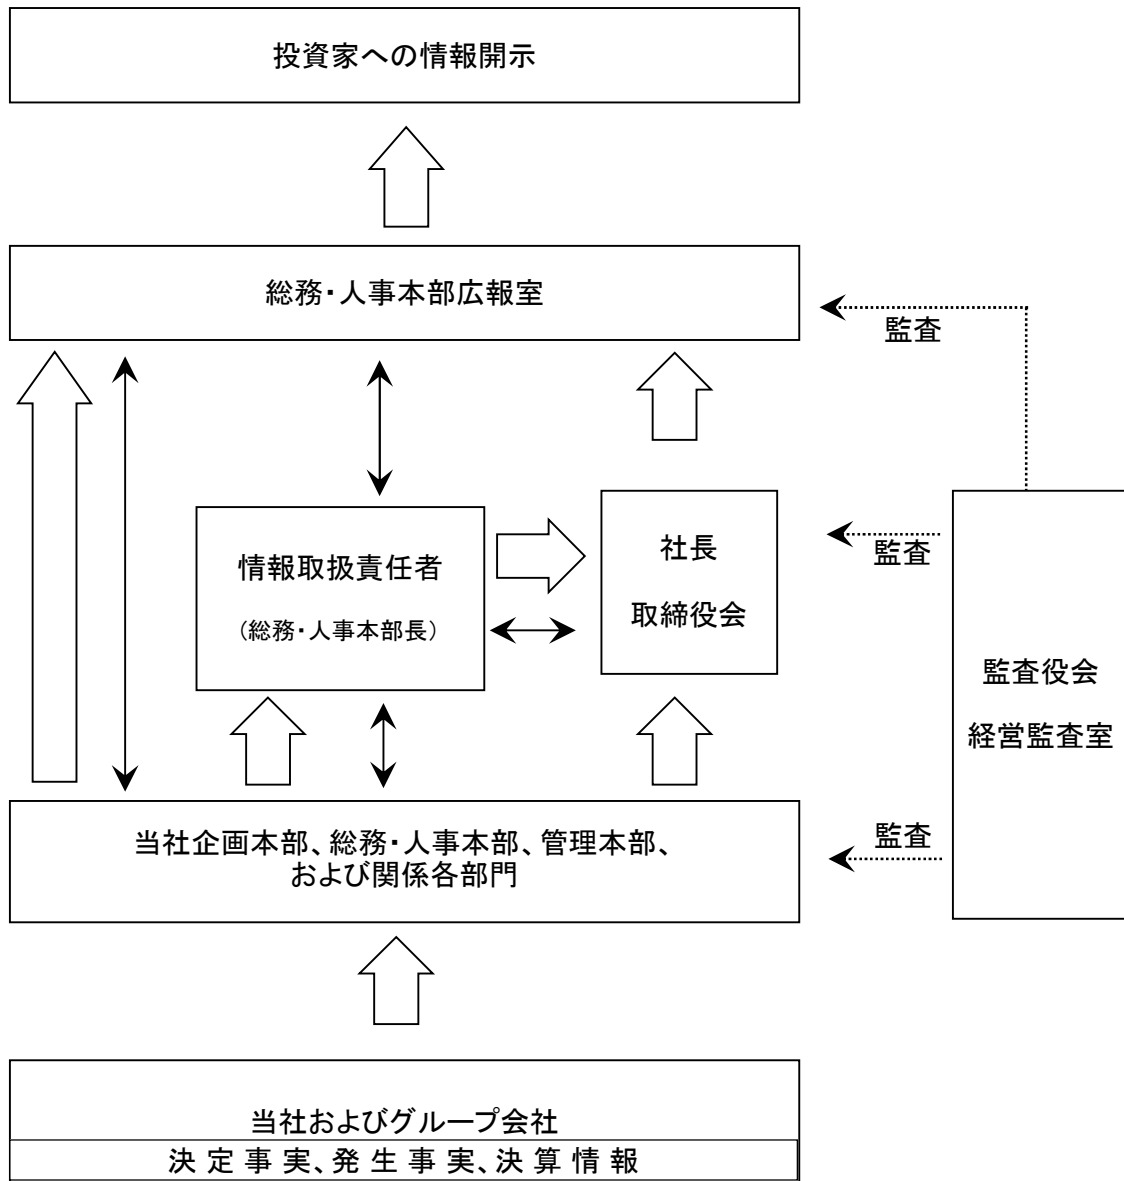 投資家への情報開示
総務・人事本部広報室
監査
情報取扱責任者
(総務・人事本部長)
社長
取締役会
監査
監査役会
経営監査室
監査
当社企画本部、総務・人事本部、管理本部、
および関係各部門
当社およびグループ会社
決 定 事 実、発 生 事 実、決 算 情 報